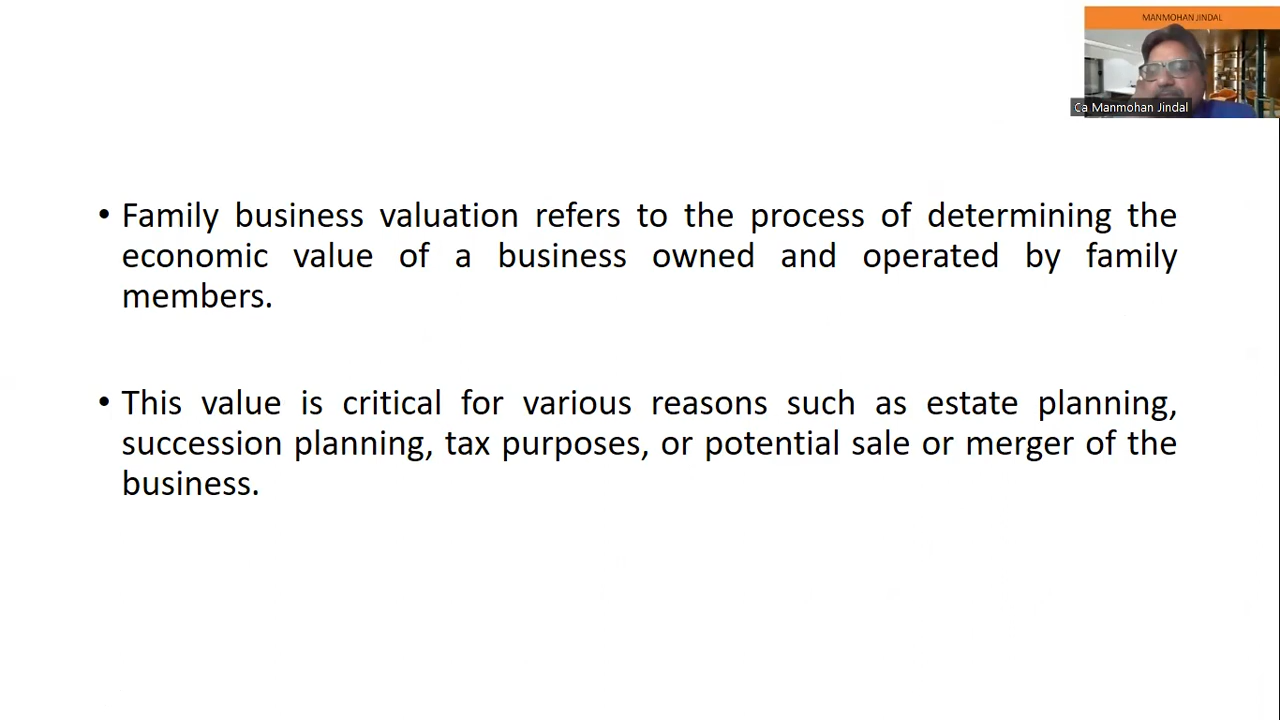 MANMOHAN JINDAL
Ca Manmohan Jindal
• Family business valuation refers to the process of determining the
economic value of a business owned and operated by family
members.
• This value is critical for various reasons such as estate planning,
succession planning, tax purposes, or potential sale or merger of the
business.